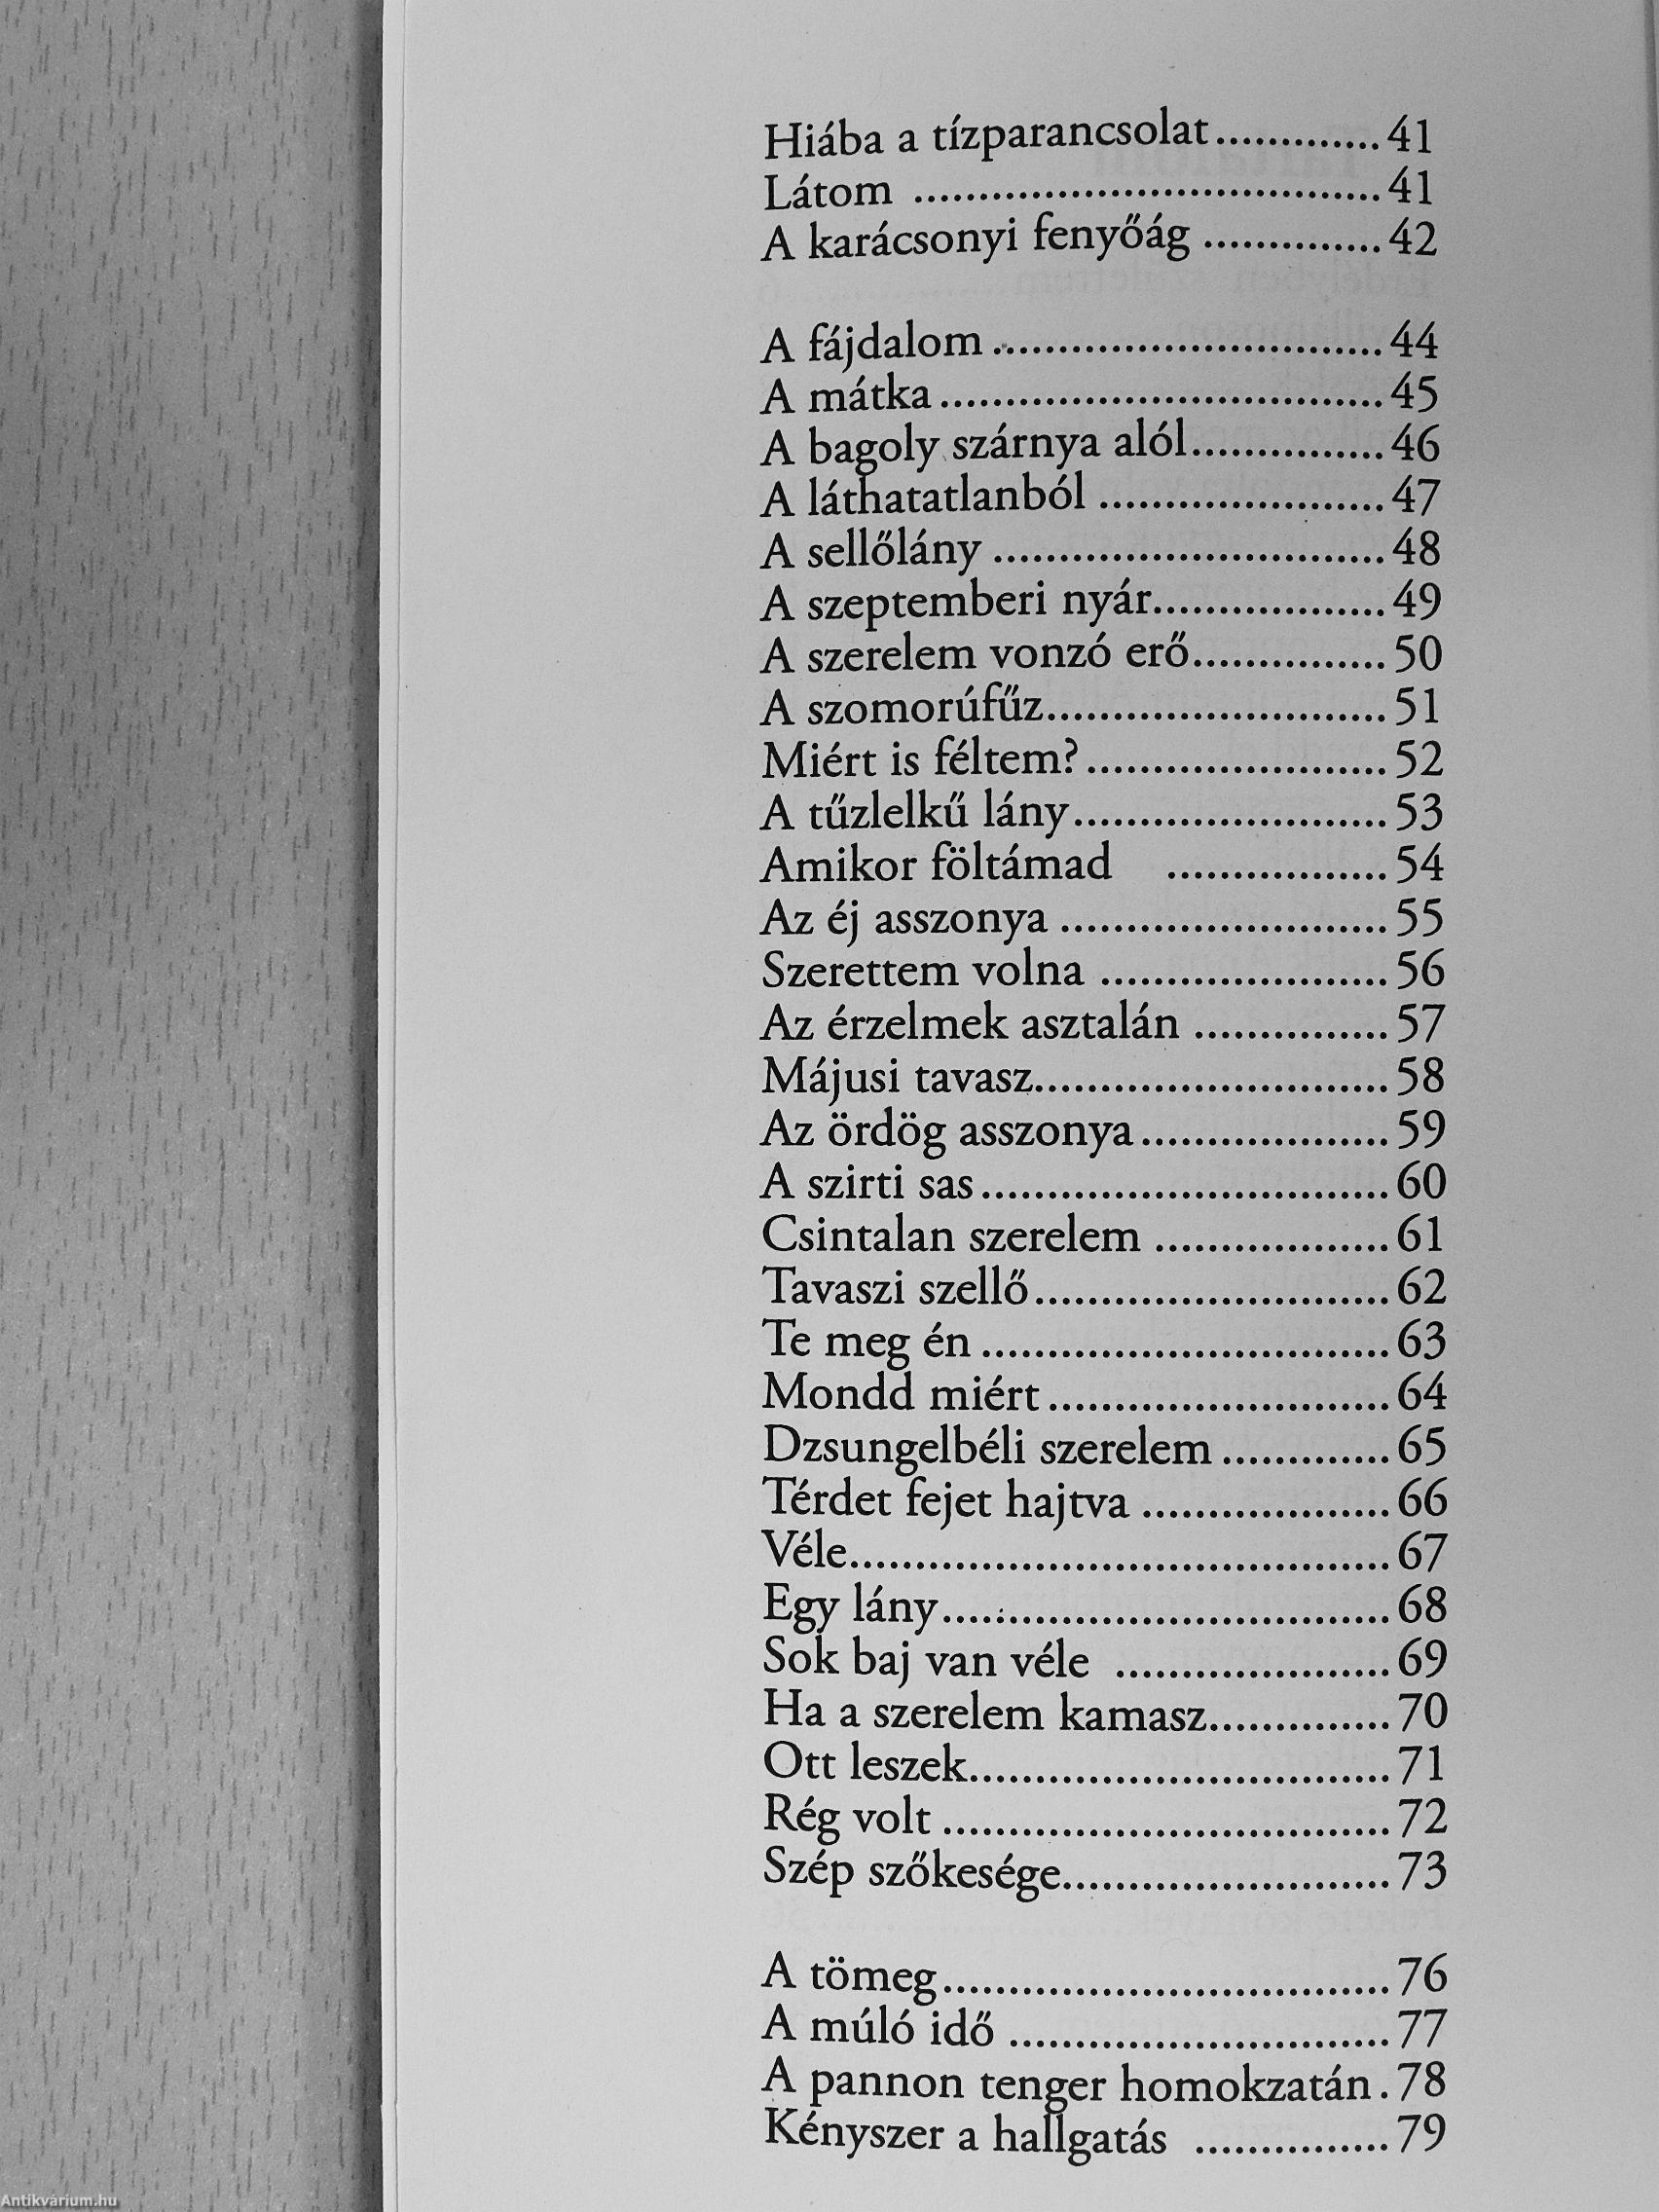 Hiába a tízparancsolat.............41
Látom ....................................41
A karácsonyi fenyőág ..............42
A fájdalom ..............................44
A mátka..................................45
A bagoly szárnya alól...............46
A láthatatlanból ......................47
A sellőlány ..............................48
A szeptemberi nyár..................49
A szerelem vonzó erő...............50
A szomorúfűz..........................51
Miért is féltem?.......................52
A tűzlelkű lány........................53
Amikor föltámad .................54
Az éj asszonya .........................55
Szerettem volna ......................56
Az érzelmek asztalán ...............57
Májusi tavasz...........................58
Az ördög asszonya...................59
A szirti sas...............................60
Csintalan szerelem ..................61
Tavaszi szellő...........................62
Te meg én ...............................63
Mondd miért ..........................64
Dzsungelbéli szerelem .............65
Térdet fejet hajtva ...................66
Véle.........................................67
Egy lány..................................68
Sok baj van véle .....................69
Ha a szerelem kamasz..............70
Ott leszek................................71
Rég volt ..................................72
Szép szőkesége.........................73
A tömeg..................................76
A múló idő .............................77
A pannon tenger homokzatán .78
Kényszer a hallgatás ...............79
Antikvárium.hu